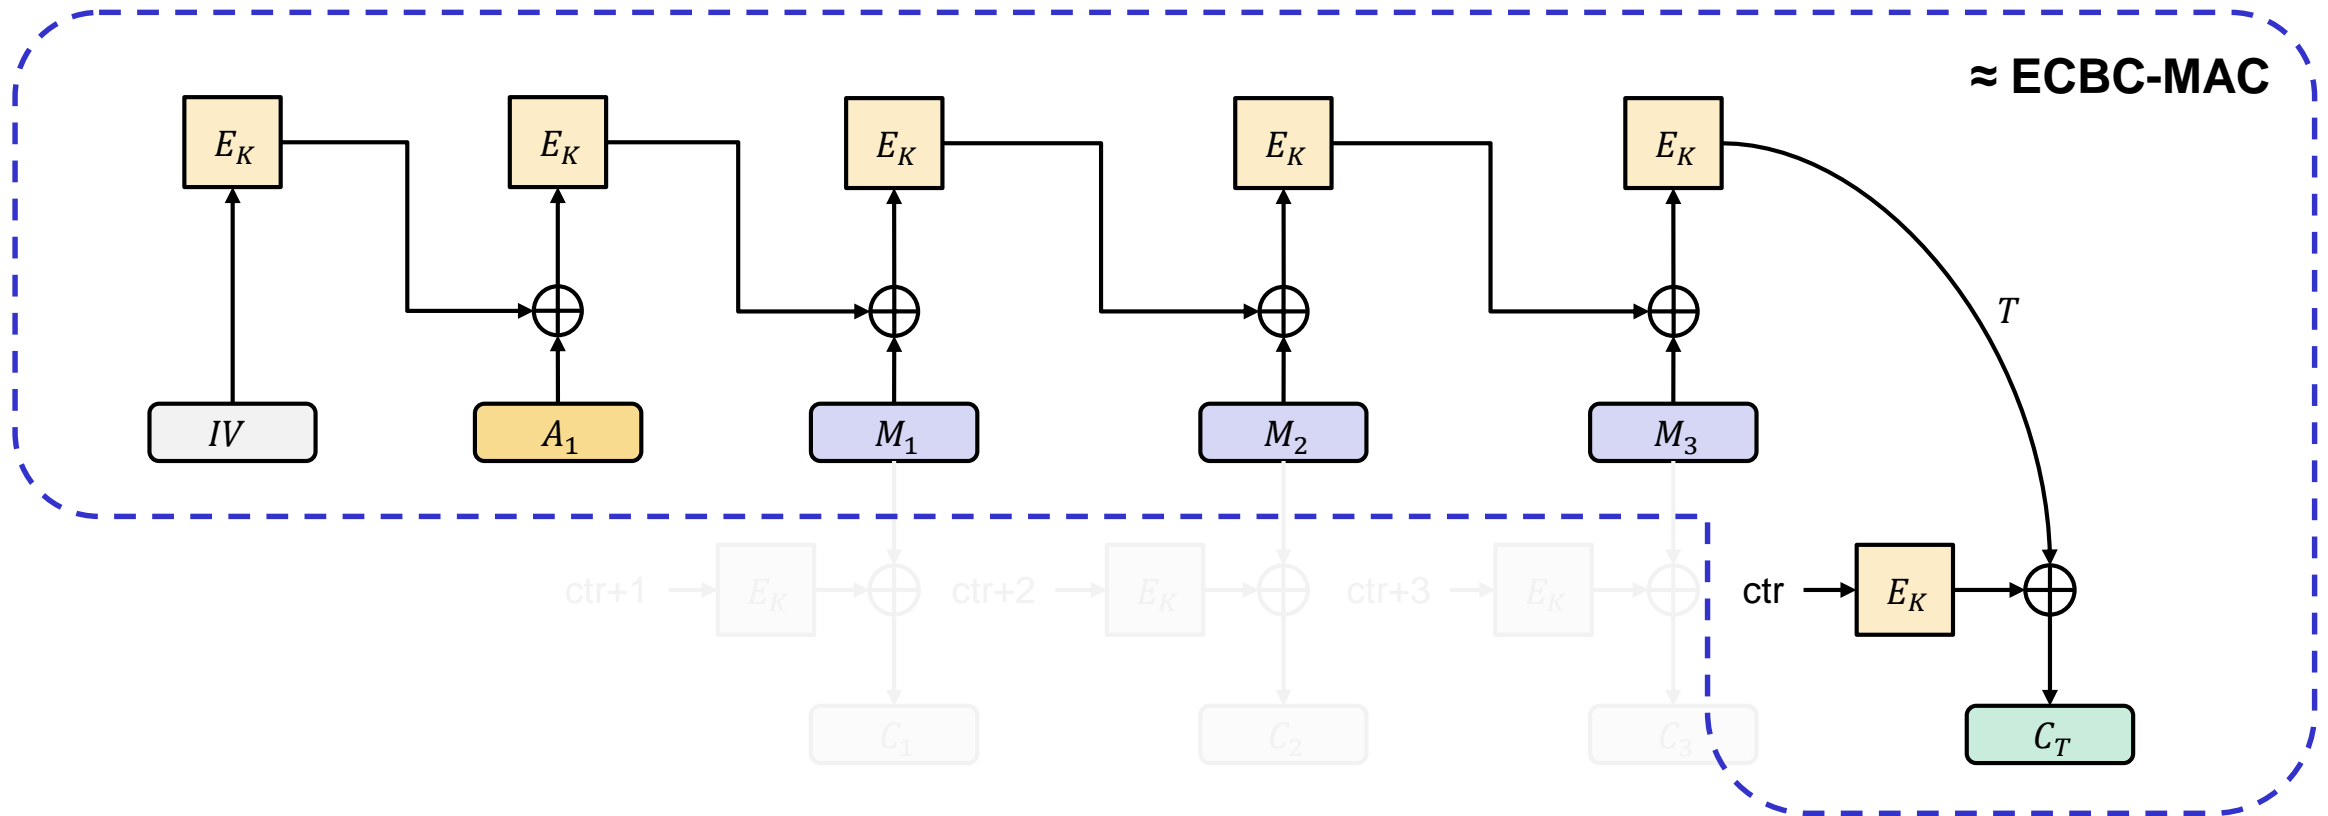 ≈ ECBC-MAC
E_K E_K E_K E_K E_K
T
IV A_1 M_1 M_2 M_3
ctr+1 E_K ctr+2 E_K ctr+3 E_K ctr E_K
C_1 C_2 C_3 C_T